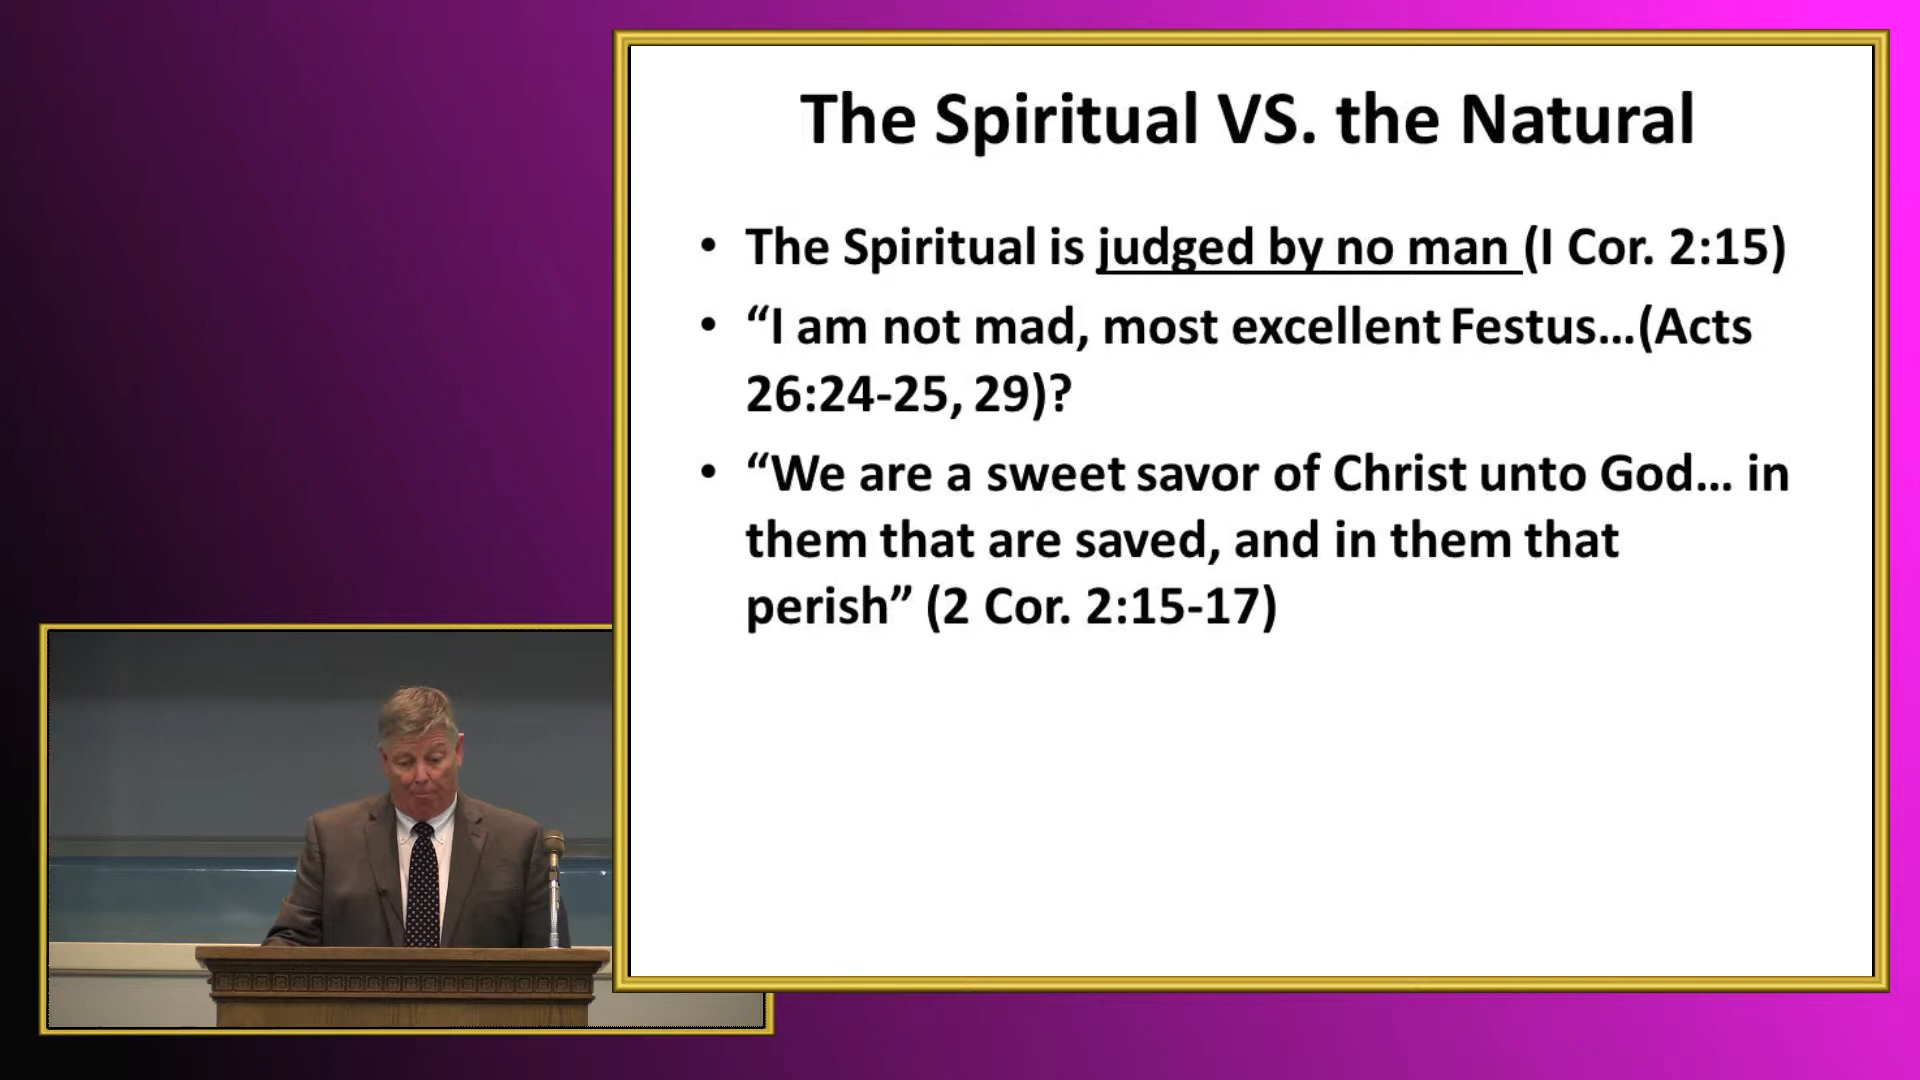 The Spiritual VS. the Natural
• The Spiritual is judged by no man (I Cor. 2:15)
• “I am not mad, most excellent Festus…(Acts
26:24-25, 29)?
• “We are a sweet savor of Christ unto God… in
them that are saved, and in them that
perish” (2 Cor. 2:15-17)